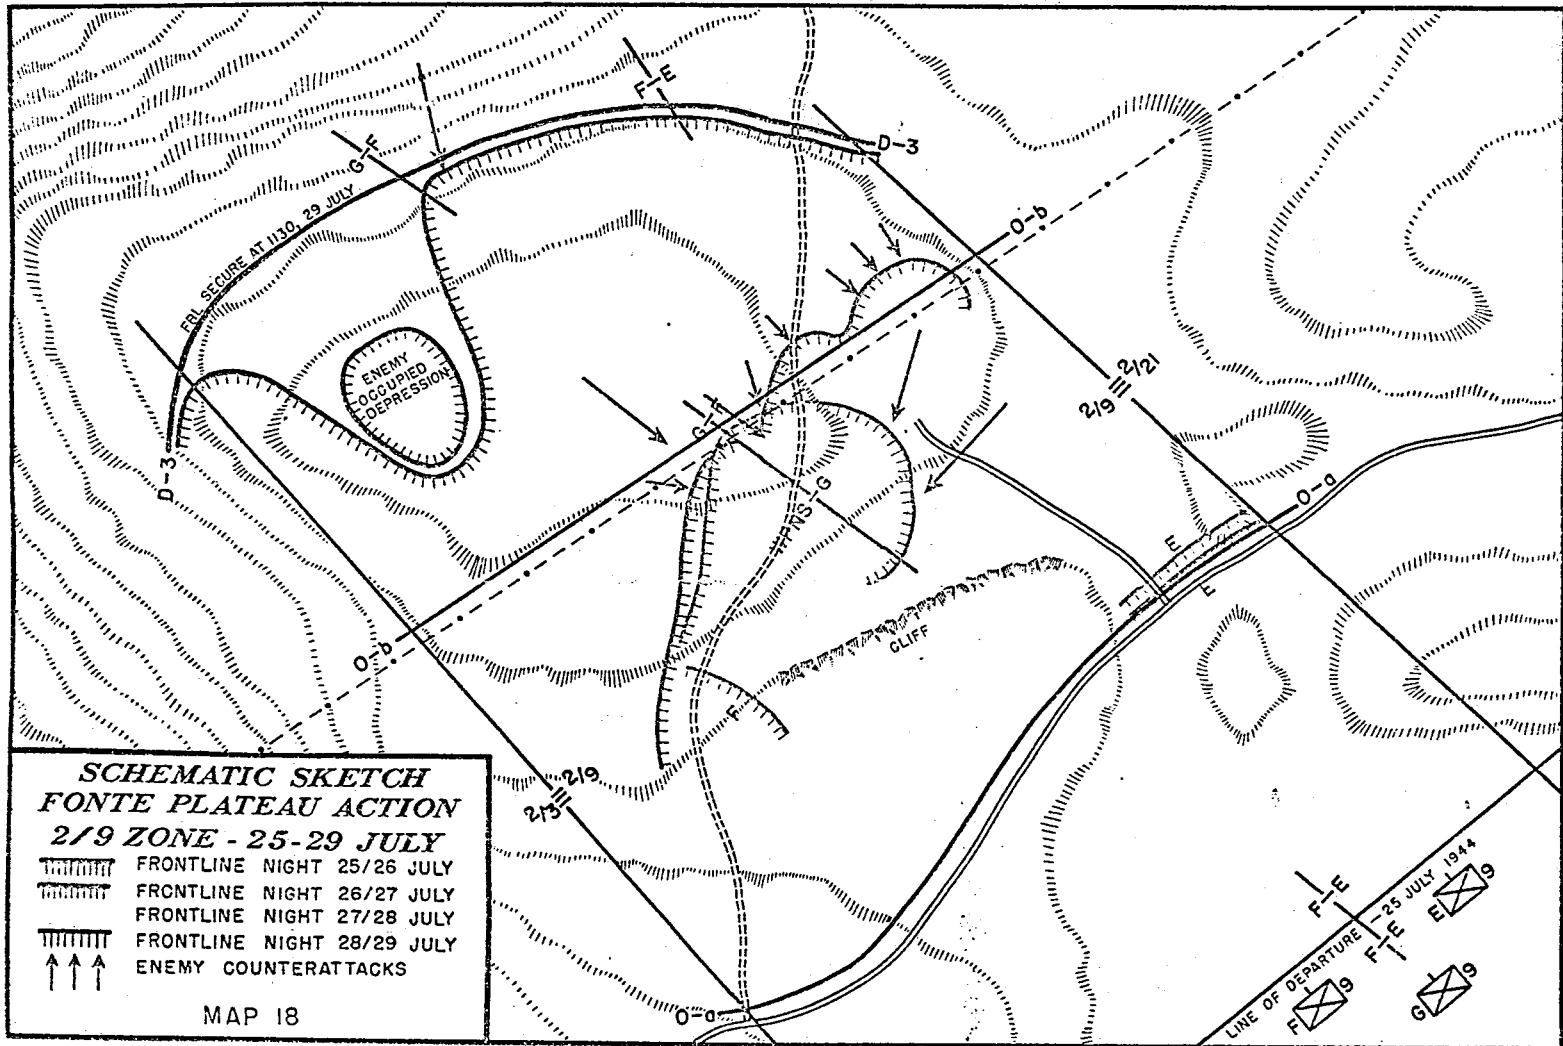 F-E
G-F
D-3
FRL SECURE AT 1130, 29 JULY
O-b
ENEMY
OCCUPIED
DEPRESSION
2/21
2/9
D-3
O-a
E
E
CLIFF
O-b
F
2/9
2/3
SCHEMATIC SKETCH
FONTE PLATEAU ACTION
2/9 ZONE - 25-29 JULY
FRONTLINE NIGHT 25/26 JULY
FRONTLINE NIGHT 26/27 JULY
FRONTLINE NIGHT 27/28 JULY
FRONTLINE NIGHT 28/29 JULY
ENEMY COUNTERATTACKS
MAP 18
O-a
LINE OF DEPARTURE - 25 JULY 1944
F-E
F-E
E 9
F 9
G 9